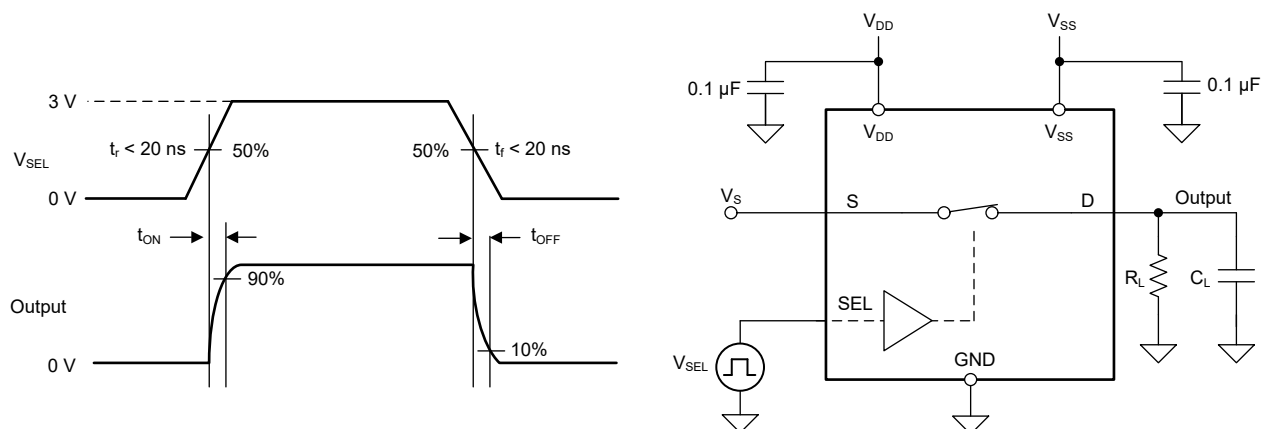 3 V
V_SEL
t_r < 20 ns
50%
50%
t_f < 20 ns
0 V
t_ON
t_OFF
90%
Output
10%
0 V
V_DD
V_SS
0.1 µF
0.1 µF
V_DD
V_SS
V_S
S
D
Output
R_L
C_L
SEL
V_SEL
GND